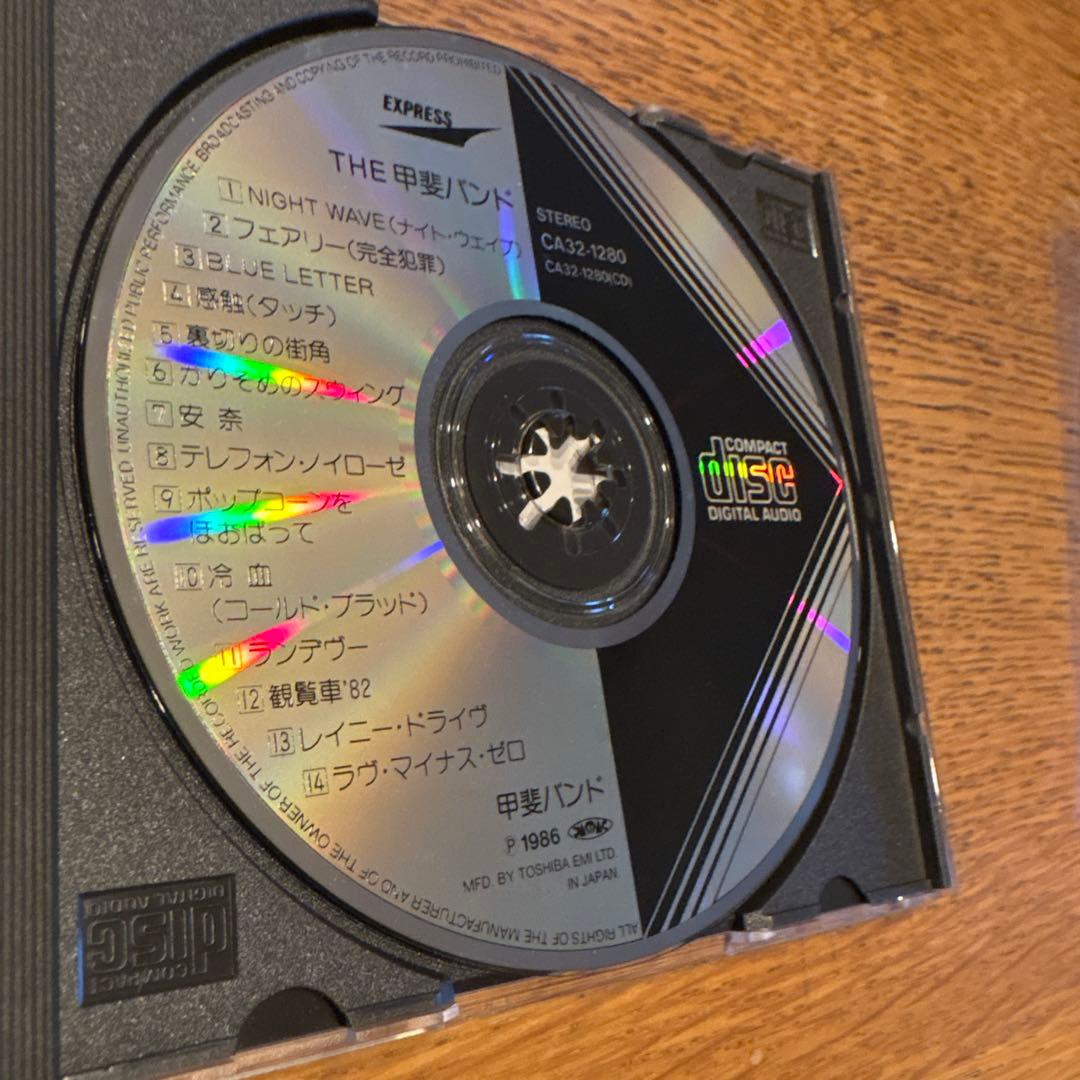 EXPRESS
THE 甲斐バンド
1 NIGHT WAVE(ナイト・ウェイブ)
2 フェアリー(完全犯罪)
3 BLUE LETTER
4 感触(タッチ)
5 裏切りの街角
6 かりそめのスウィング
7 安奈
8 テレフォン・ノイローゼ
9 ポップコーンを
ほおばって
10 冷血
(コールド・ブラッド)
11 ランデヴー
12 観覧車'82
13 レイニー・ドライヴ
14 ラヴ・マイナス・ゼロ
甲斐バンド
℗ 1986
MFD. BY TOSHIBA EMI LTD.
IN JAPAN.
STEREO
CA32-1280
CA32-1280(CD)
COMPACT
disc
DIGITAL AUDIO
ALL RIGHTS OF THE MANUFACTURER AND OF THE OWNER OF THE RECORDED WORK ARE RESERVED UNAUTHORIZED PUBLIC PERFORMANCE BROADCASTING AND COPYING OF THE RECORD PROHIBITED
COMPACT
disc
DIGITAL AUDIO